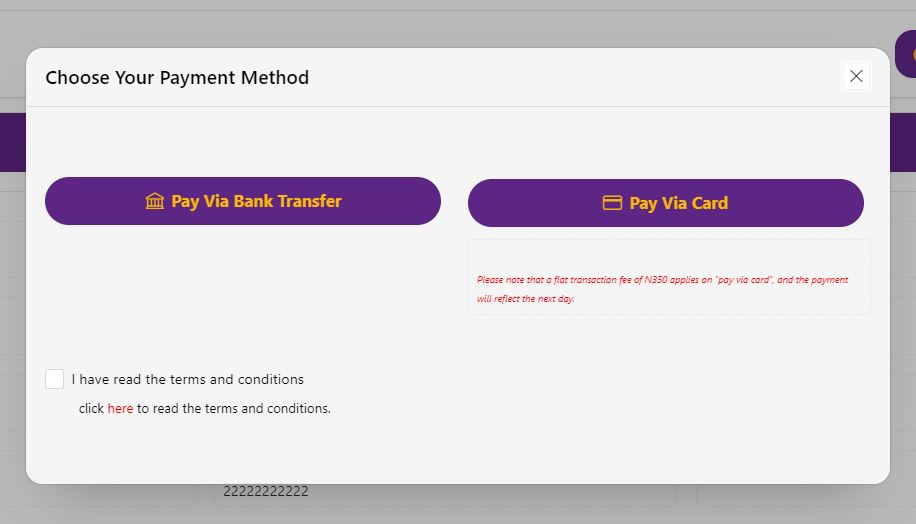 Choose Your Payment Method
Pay Via Bank Transfer
Pay Via Card
Please note that a flat transaction fee of N350 applies on "pay via card", and the payment
will reflect the next day.
I have read the terms and conditions
click here to read the terms and conditions.
22222222222